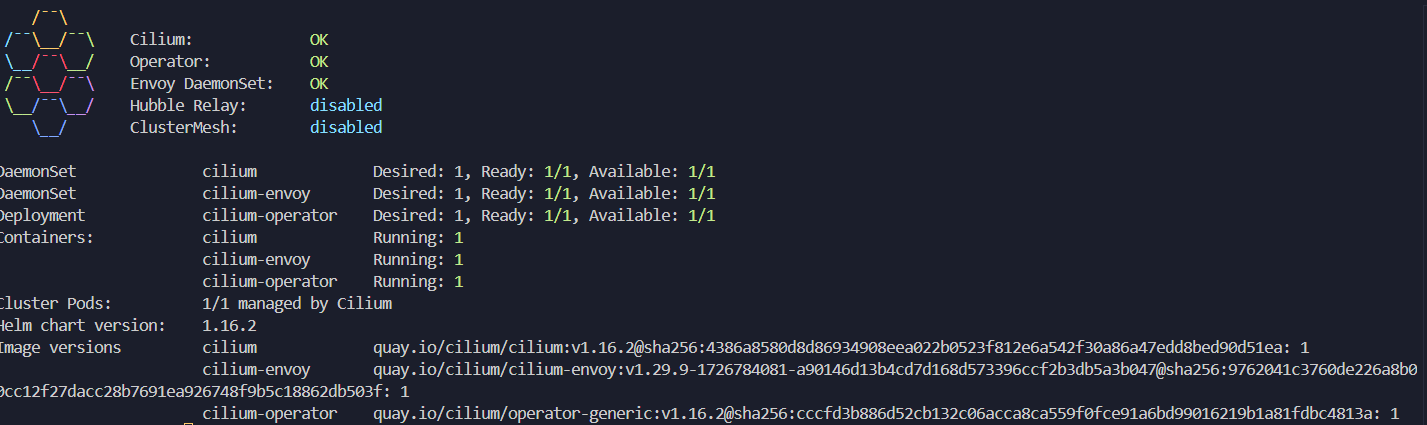 /¯¯\
/¯¯\__/¯¯\ Cilium: OK
\__/¯¯\__/ Operator: OK
/¯¯\__/¯¯\ Envoy DaemonSet: OK
\__/¯¯\__/ Hubble Relay: disabled
\__/ ClusterMesh: disabled
DaemonSet cilium Desired: 1, Ready: 1/1, Available: 1/1
DaemonSet cilium-envoy Desired: 1, Ready: 1/1, Available: 1/1
Deployment cilium-operator Desired: 1, Ready: 1/1, Available: 1/1
Containers: cilium Running: 1
cilium-envoy Running: 1
cilium-operator Running: 1
Cluster Pods: 1/1 managed by Cilium
Helm chart version: 1.16.2
Image versions cilium quay.io/cilium/cilium:v1.16.2@sha256:4386a8580d8d86934908eea022b0523f812e6a542f30a86a47edd8bed90d51ea: 1
cilium-envoy quay.io/cilium/cilium-envoy:v1.29.9-1726784081-a90146d13b4cd7d168d573396ccf2b3db5a3b047@sha256:9762041c3760de226a8b0
0cc12f27dacc28b7691ea926748f9b5c18862db503f: 1
cilium-operator quay.io/cilium/operator-generic:v1.16.2@sha256:cccfd3b886d52cb132c06acca8ca559f0fce91a6bd99016219b1a81fdbc4813a: 1